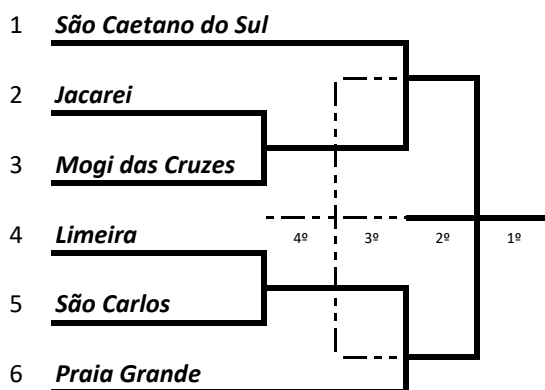 1 São Caetano do Sul
2 Jacarei
3 Mogi das Cruzes
4 Limeira
4º 3º 2º 1º
5 São Carlos
6 Praia Grande